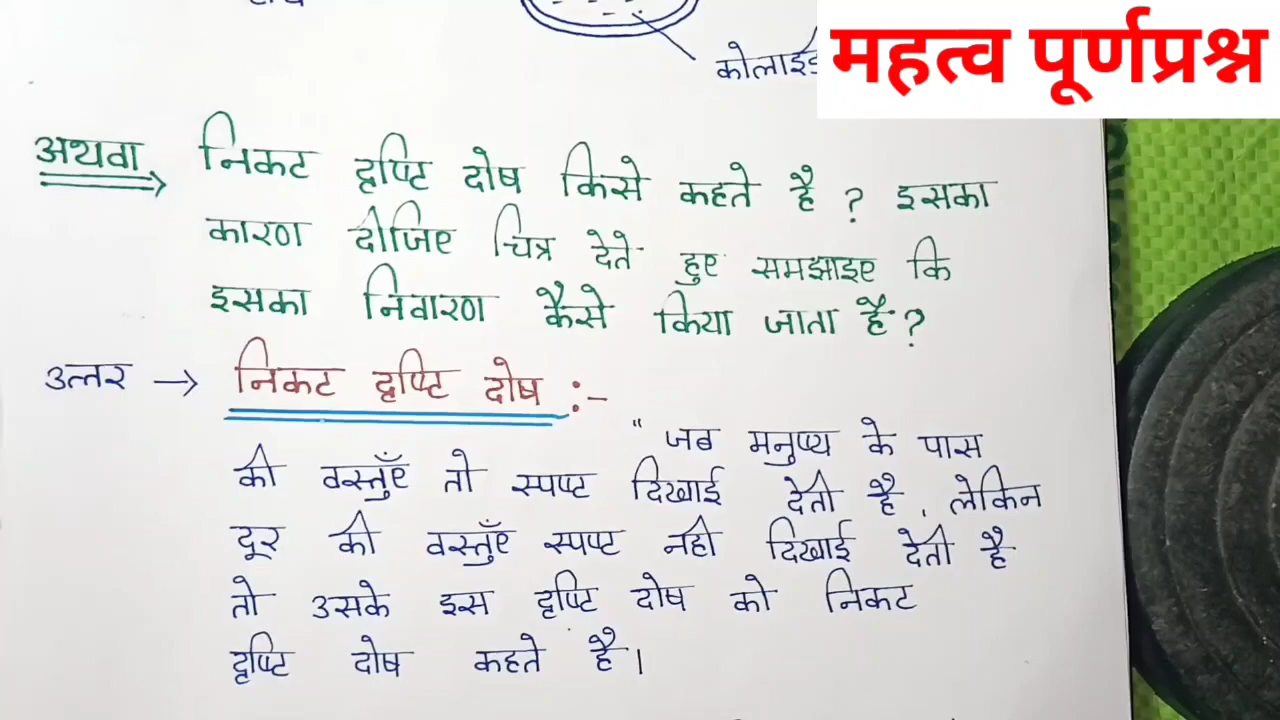 महत्व पूर्णप्रश्न
अथवा निकट दृष्टि दोष किसे कहते है ? इसका
कारण दीजिए चित्र देते हुए समझाइए कि
इसका निवारण कैसे किया जाता है ?
उत्तर → निकट दृष्टि दोष :-
" जब मनुष्य के पास
की वस्तुएँ तो स्पष्ट दिखाई देती है , लेकिन
दूर की वस्तुएँ स्पष्ट नही दिखाई देती है
तो उसके इस दृष्टि दोष को निकट
दृष्टि दोष कहते है।